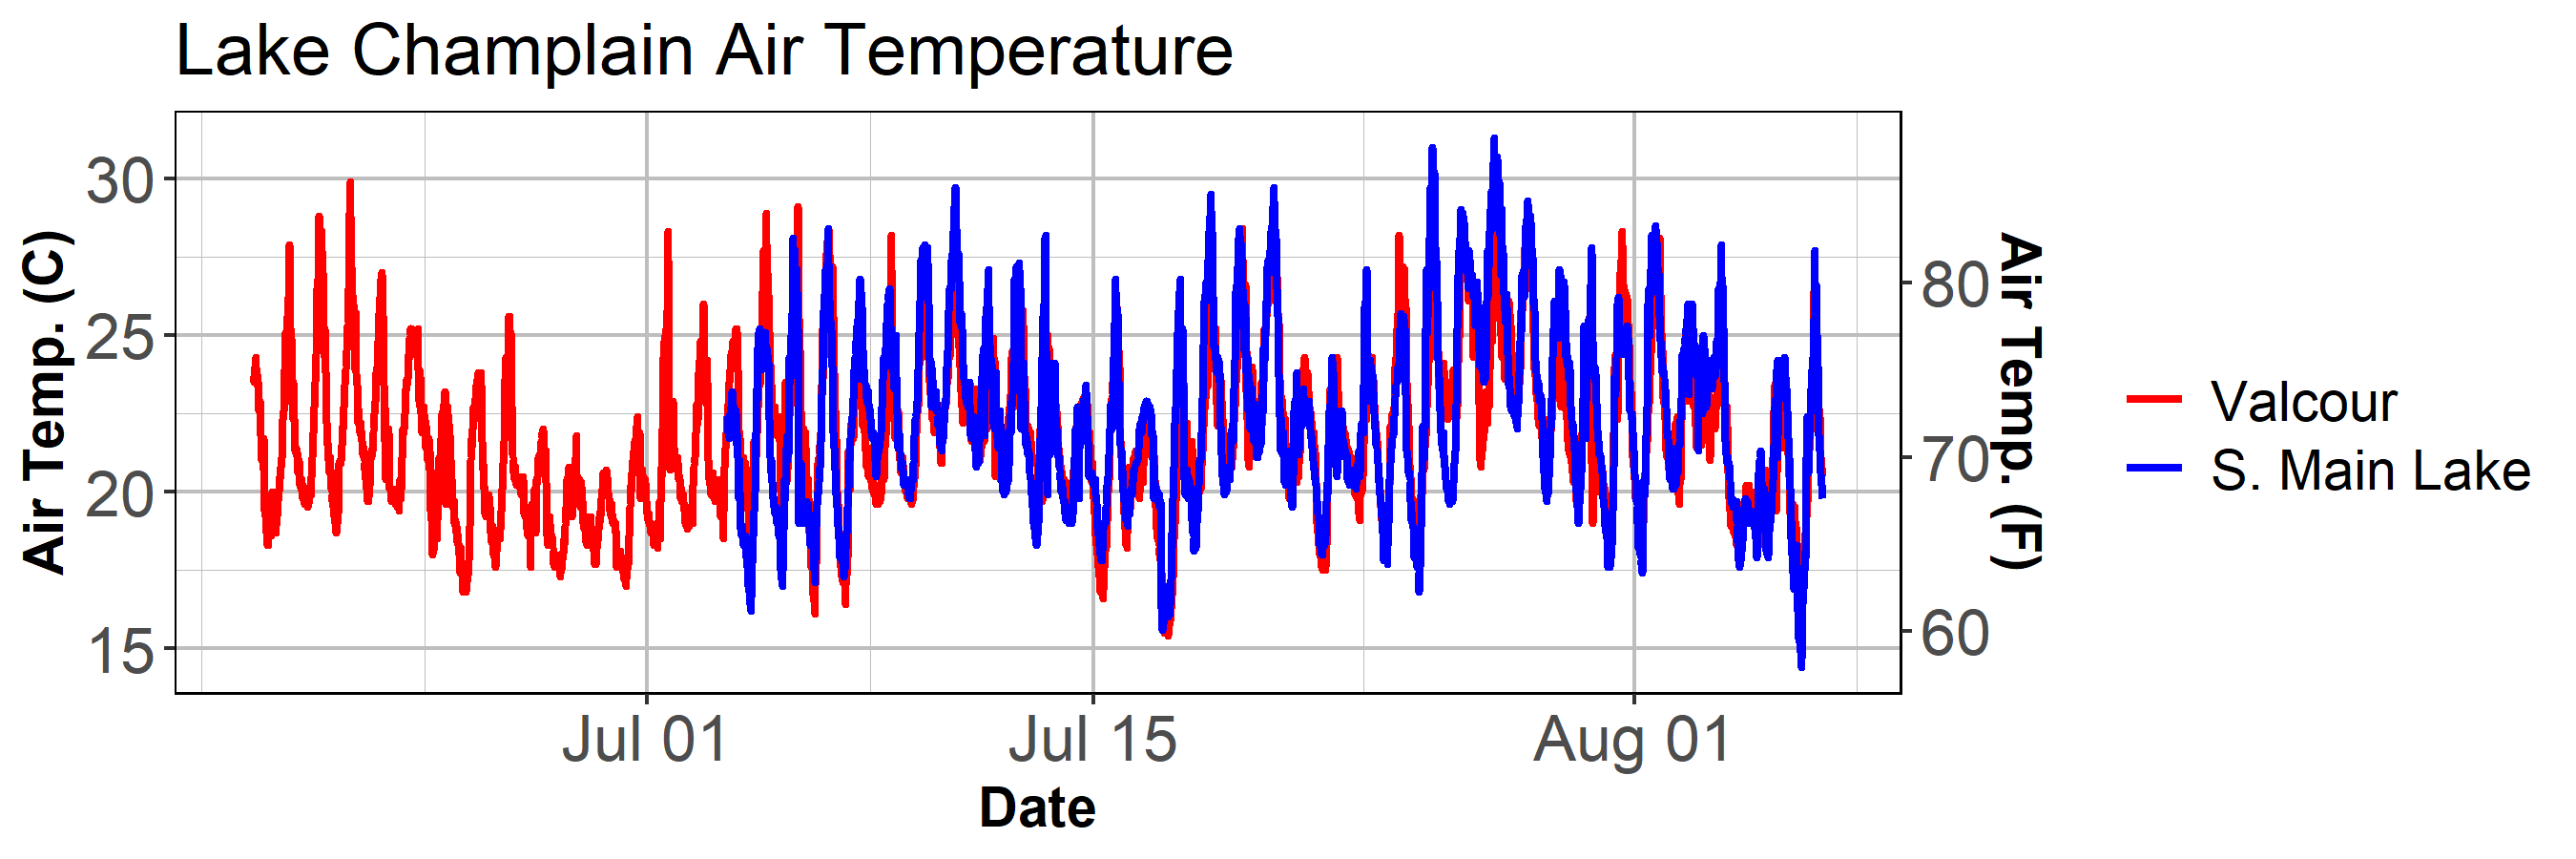 Lake Champlain Air Temperature
Air Temp. (C)
30
25
20
15
80
70
60
Air Temp. (F)
Jul 01
Jul 15
Aug 01
Date
Valcour
S. Main Lake